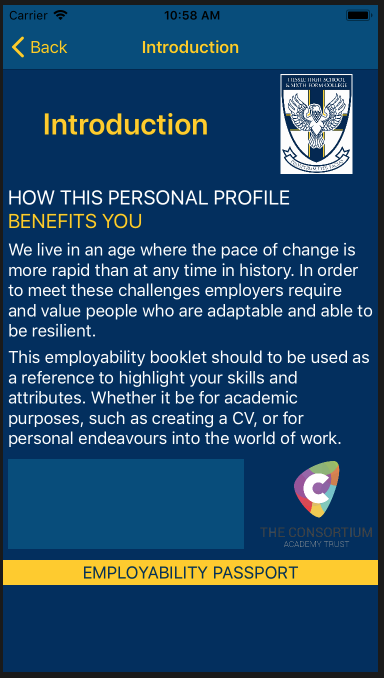 Carrier 10:58 AM
Back Introduction
Introduction
HESSLE HIGH SCHOOL
& SIXTH FORM COLLEGE
HOW THIS PERSONAL PROFILE
BENEFITS YOU
We live in an age where the pace of change is
more rapid than at any time in history. In order
to meet these challenges employers require
and value people who are adaptable and able to
be resilient.
This employability booklet should to be used as
a reference to highlight your skills and
attributes. Whether it be for academic
purposes, such as creating a CV, or for
personal endeavours into the world of work.
THE CONSORTIUM
ACADEMY TRUST
EMPLOYABILITY PASSPORT